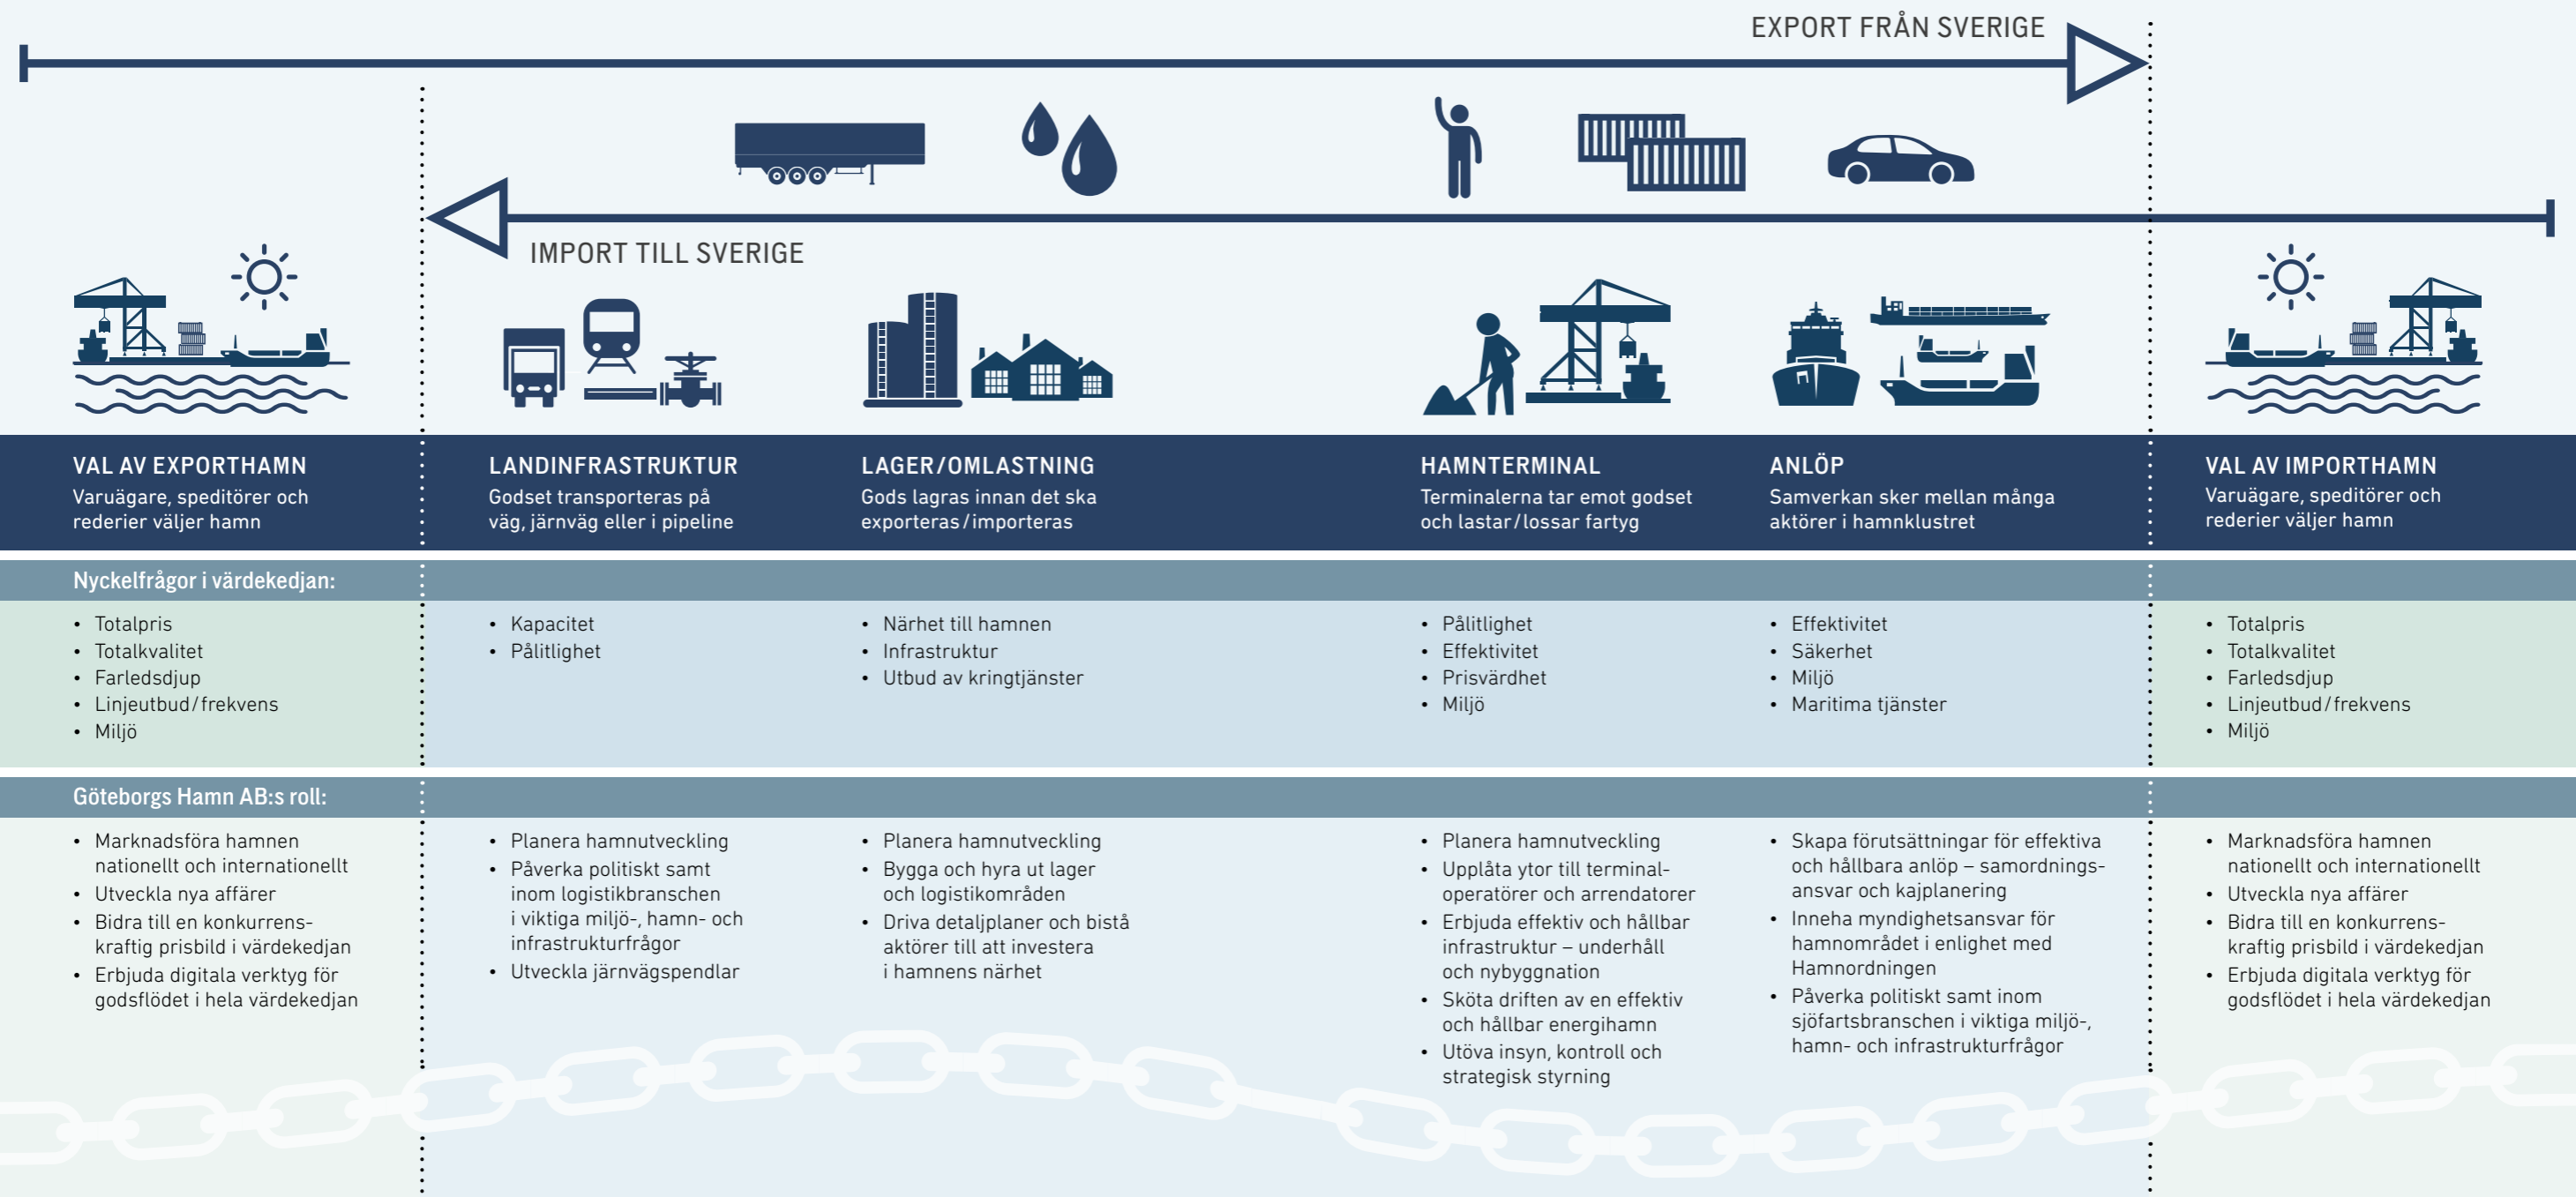 EXPORT FRÅN SVERIGE
IMPORT TILL SVERIGE
VAL AV EXPORTHAMN
Varuägare, speditörer och
rederier väljer hamn
LANDINFRASTRUKTUR
Godset transporteras på
väg, järnväg eller i pipeline
LAGER/OMLASTNING
Gods lagras innan det ska
exporteras/importeras
HAMNTERMINAL
Terminalerna tar emot godset
och lastar/lossar fartyg
ANLÖP
Samverkan sker mellan många
aktörer i hamnklustret
VAL AV IMPORTHAMN
Varuägare, speditörer och
rederier väljer hamn
Nyckelfrågor i värdekedjan:
• Totalpris
• Totalkvalitet
• Farledsdjup
• Linjeutbud/frekvens
• Miljö
• Kapacitet
• Pålitlighet
• Närhet till hamnen
• Infrastruktur
• Utbud av kringtjänster
• Pålitlighet
• Effektivitet
• Prisvärdhet
• Miljö
• Effektivitet
• Säkerhet
• Miljö
• Maritima tjänster
• Totalpris
• Totalkvalitet
• Farledsdjup
• Linjeutbud/frekvens
• Miljö
Göteborgs Hamn AB:s roll:
• Marknadsföra hamnen
nationellt och internationellt
• Utveckla nya affärer
• Bidra till en konkurrens-
kraftig prisbild i värdekedjan
• Erbjuda digitala verktyg för
godsflödet i hela värdekedjan
• Planera hamnutveckling
• Påverka politiskt samt
inom logistikbranschen
i viktiga miljö-, hamn- och
infrastrukturfrågor
• Utveckla järnvägspendlar
• Planera hamnutveckling
• Bygga och hyra ut lager
och logistikområden
• Driva detaljplaner och bistå
aktörer till att investera
i hamnens närhet
• Planera hamnutveckling
• Upplåta ytor till terminal-
operatörer och arrendatorer
• Erbjuda effektiv och hållbar
infrastruktur – underhåll
och nybyggnation
• Sköta driften av en effektiv
och hållbar energihamn
• Utöva insyn, kontroll och
strategisk styrning
• Skapa förutsättningar för effektiva
och hållbara anlöp – samordnings-
ansvar och kajplanering
• Inneha myndighetsansvar för
hamnområdet i enlighet med
Hamnordningen
• Påverka politiskt samt inom
sjöfartsbranschen i viktiga miljö-,
hamn- och infrastrukturfrågor
• Marknadsföra hamnen
nationellt och internationellt
• Utveckla nya affärer
• Bidra till en konkurrens-
kraftig prisbild i värdekedjan
• Erbjuda digitala verktyg för
godsflödet i hela värdekedjan